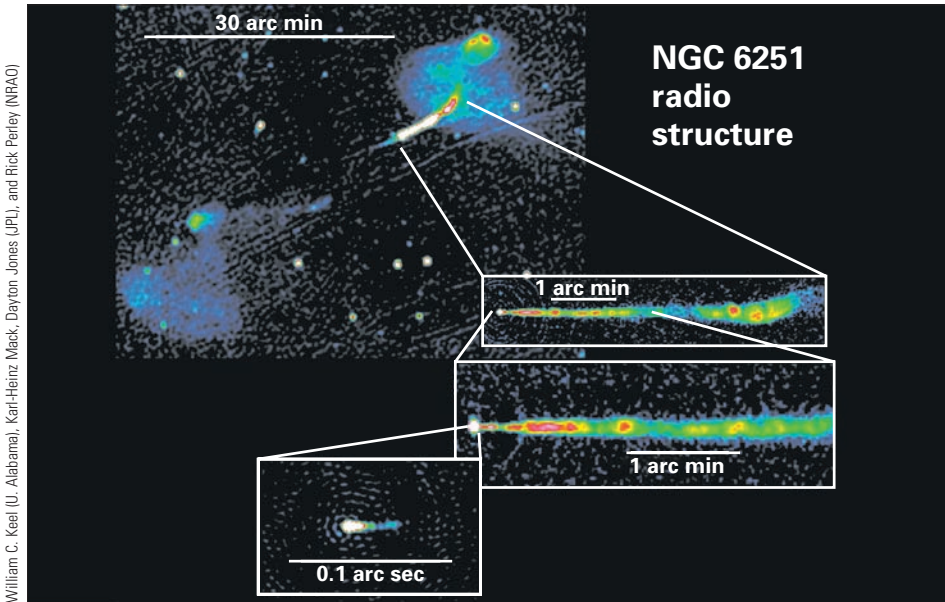 William C. Keel (U. Alabama), Karl-Heinz Mack, Dayton Jones (JPL), and Rick Perley (NRAO)
30 arc min
NGC 6251
radio
structure
1 arc min
1 arc min
0.1 arc sec